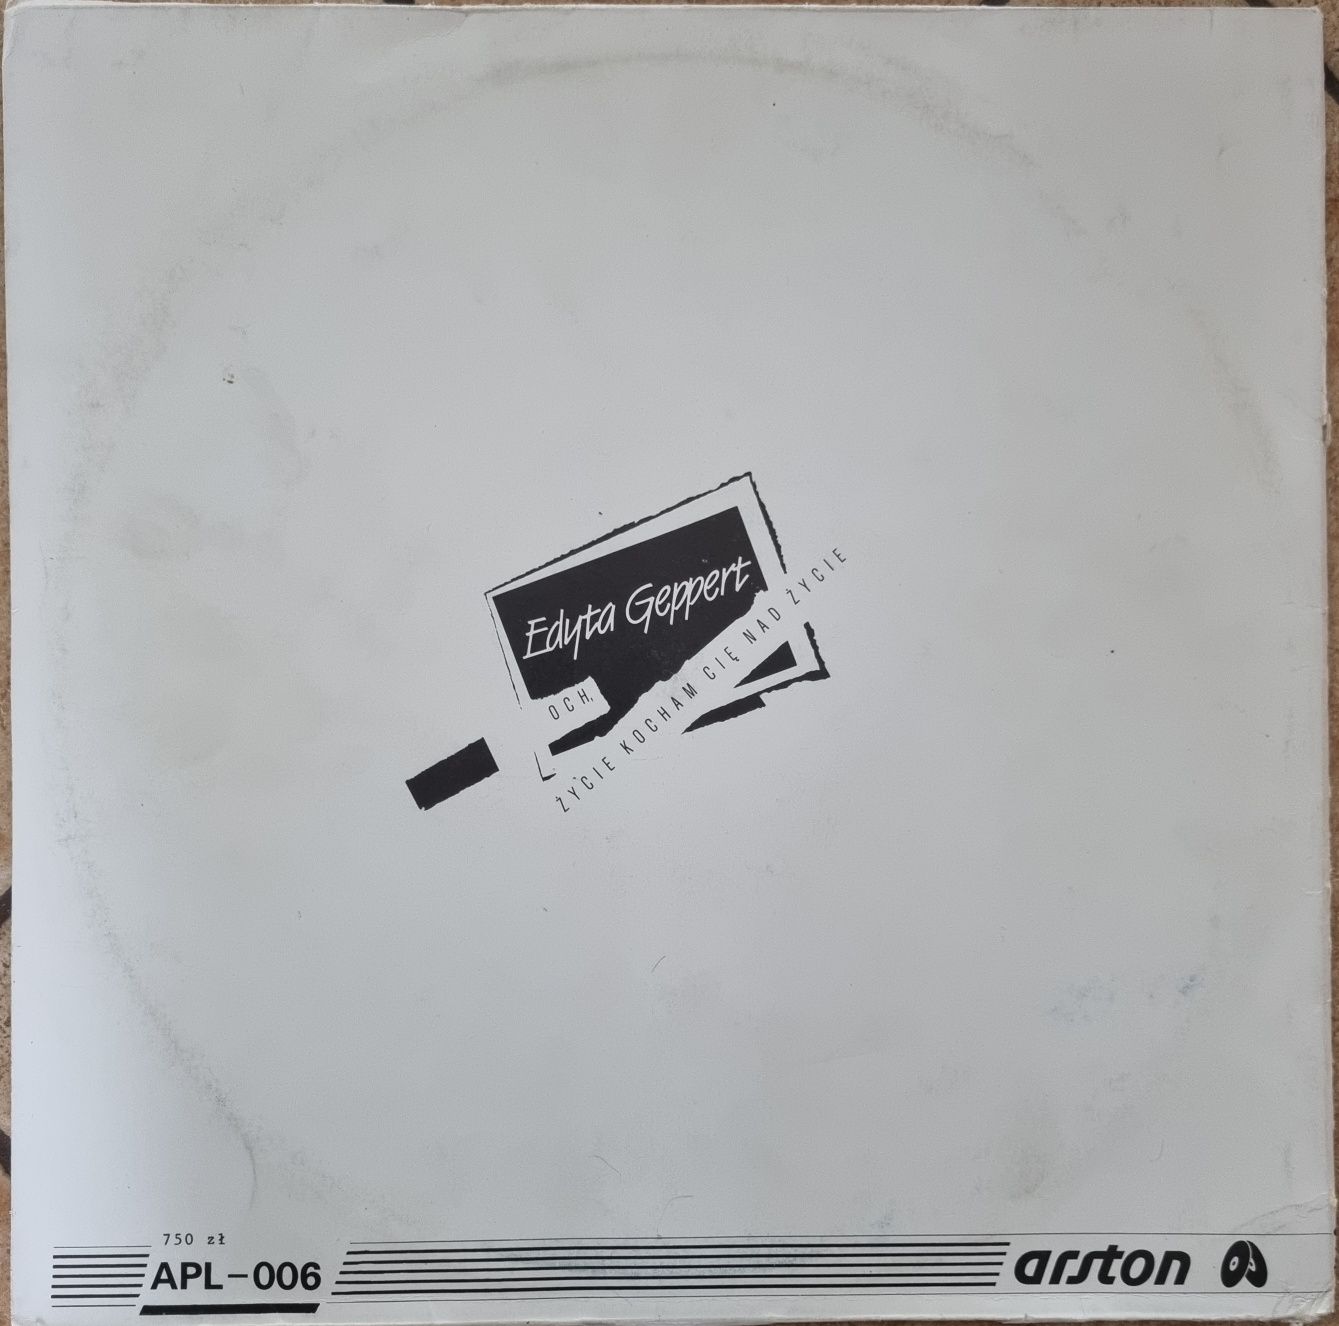 Edyta Geppert
OCH,
ŻYCIE KOCHAM CIĘ NAD ŻYCIE
750 zł
APL-006
arston